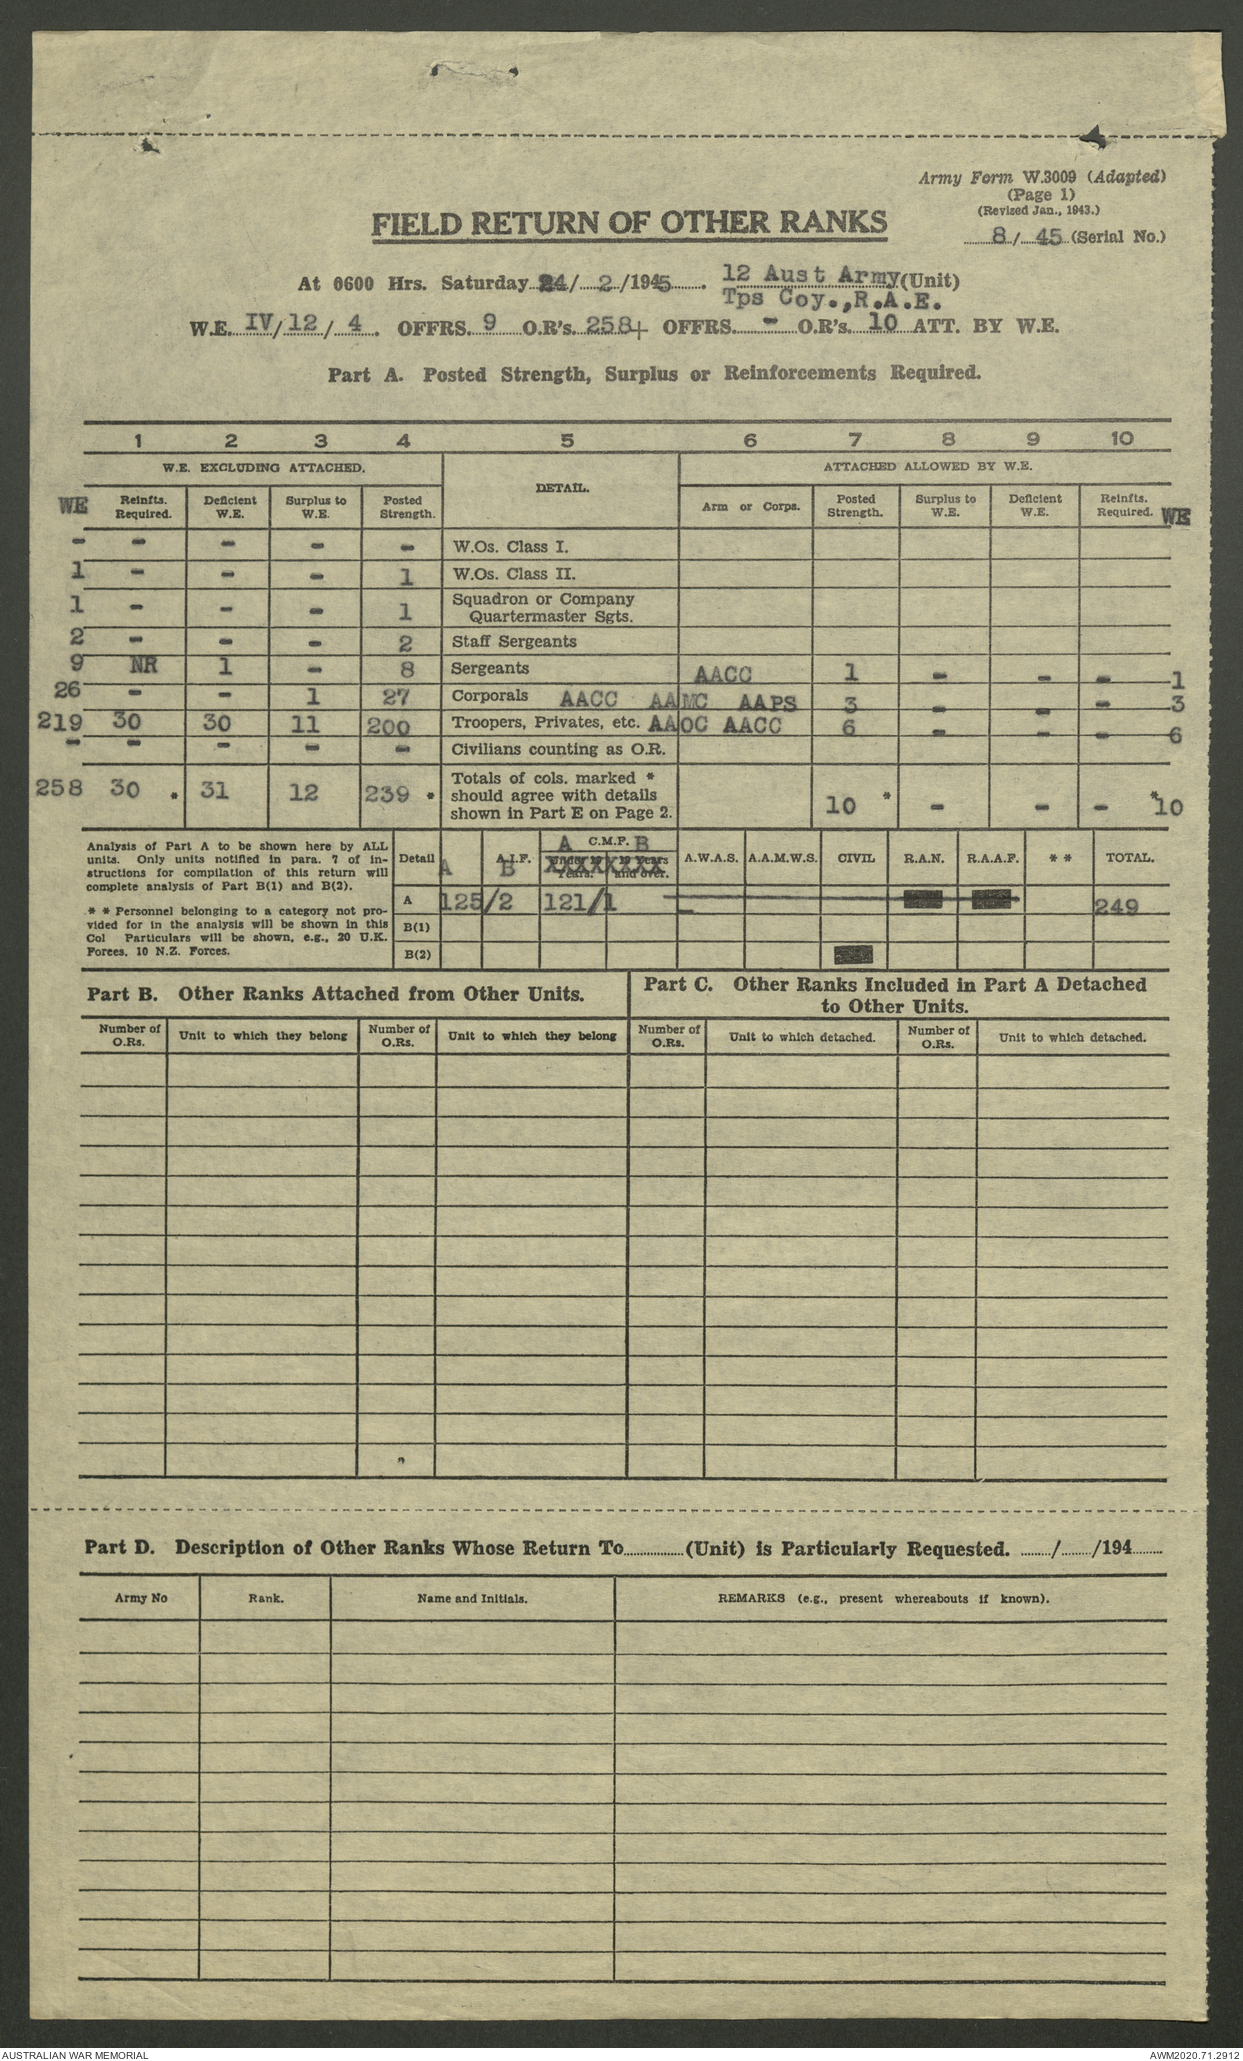 Army Form W.3009 (Adapted)
(Page 1)
(Revised Jan., 1943.)
FIELD RETURN OF OTHER RANKS
8/ 45 (Serial No.)
At 0600 Hrs. Saturday 24/ 2 /1945. 12 Aust Army (Unit)
Tps Coy.,R.A.E.
W.E. IV/12/ 4. OFFRS. 9 O.R's. 258+ OFFRS. - O.R's. 10 ATT. BY W.E.
Part A. Posted Strength, Surplus or Reinforcements Required.
1 2 3 4 5 6 7 8 9 10
W.E. EXCLUDING ATTACHED. DETAIL. ATTACHED ALLOWED BY W.E.
WE Reinfts. Required. Deficient W.E. Surplus to W.E. Posted Strength. Arm or Corps. Posted Strength. Surplus to W.E. Deficient W.E. Reinfts. Required. WE
- - - - - W.Os. Class I.
1 - - - 1 W.Os. Class II.
1 - - - 1 Squadron or Company
Quartermaster Sgts.
2 - - - 2 Staff Sergeants
9 NR 1 - 8 Sergeants AACC 1 - - - 1
26 - - 1 27 Corporals AACC AAMC AAPS 3 - - - 3
219 30 30 11 200 Troopers, Privates, etc. AAOC AACC 6 - - - 6
- - - - - Civilians counting as O.R.
258 30 * 31 12 239 * Totals of cols. marked *
should agree with details
shown in Part E on Page 2. 10 * - - - * 10
Analysis of Part A to be shown here by ALL
units. Only units notified in para. 7 of in-
structions for compilation of this return will
complete analysis of Part B(1) and B(2).
* * Personnel belonging to a category not pro-
vided for in the analysis will be shown in this
Col Particulars will be shown, e.g., 20 U.K.
Forces, 10 N.Z. Forces.
Detail A A.I.F. B A C.M.F. B A.W.A.S. A.A.M.W.S. CIVIL R.A.N. R.A.A.F. * * TOTAL.
XXXXXXXXX
A 125/2 121/1 249
B(1)
B(2)
Part B. Other Ranks Attached from Other Units.
Part C. Other Ranks Included in Part A Detached
to Other Units.
Number of O.Rs. Unit to which they belong Number of O.Rs. Unit to which they belong Number of O.Rs. Unit to which detached. Number of O.Rs. Unit to which detached.
Part D. Description of Other Ranks Whose Return To (Unit) is Particularly Requested. / /194
Army No Rank. Name and Initials. REMARKS (e.g., present whereabouts if known).
AUSTRALIAN WAR MEMORIAL AWM2020.71.2912